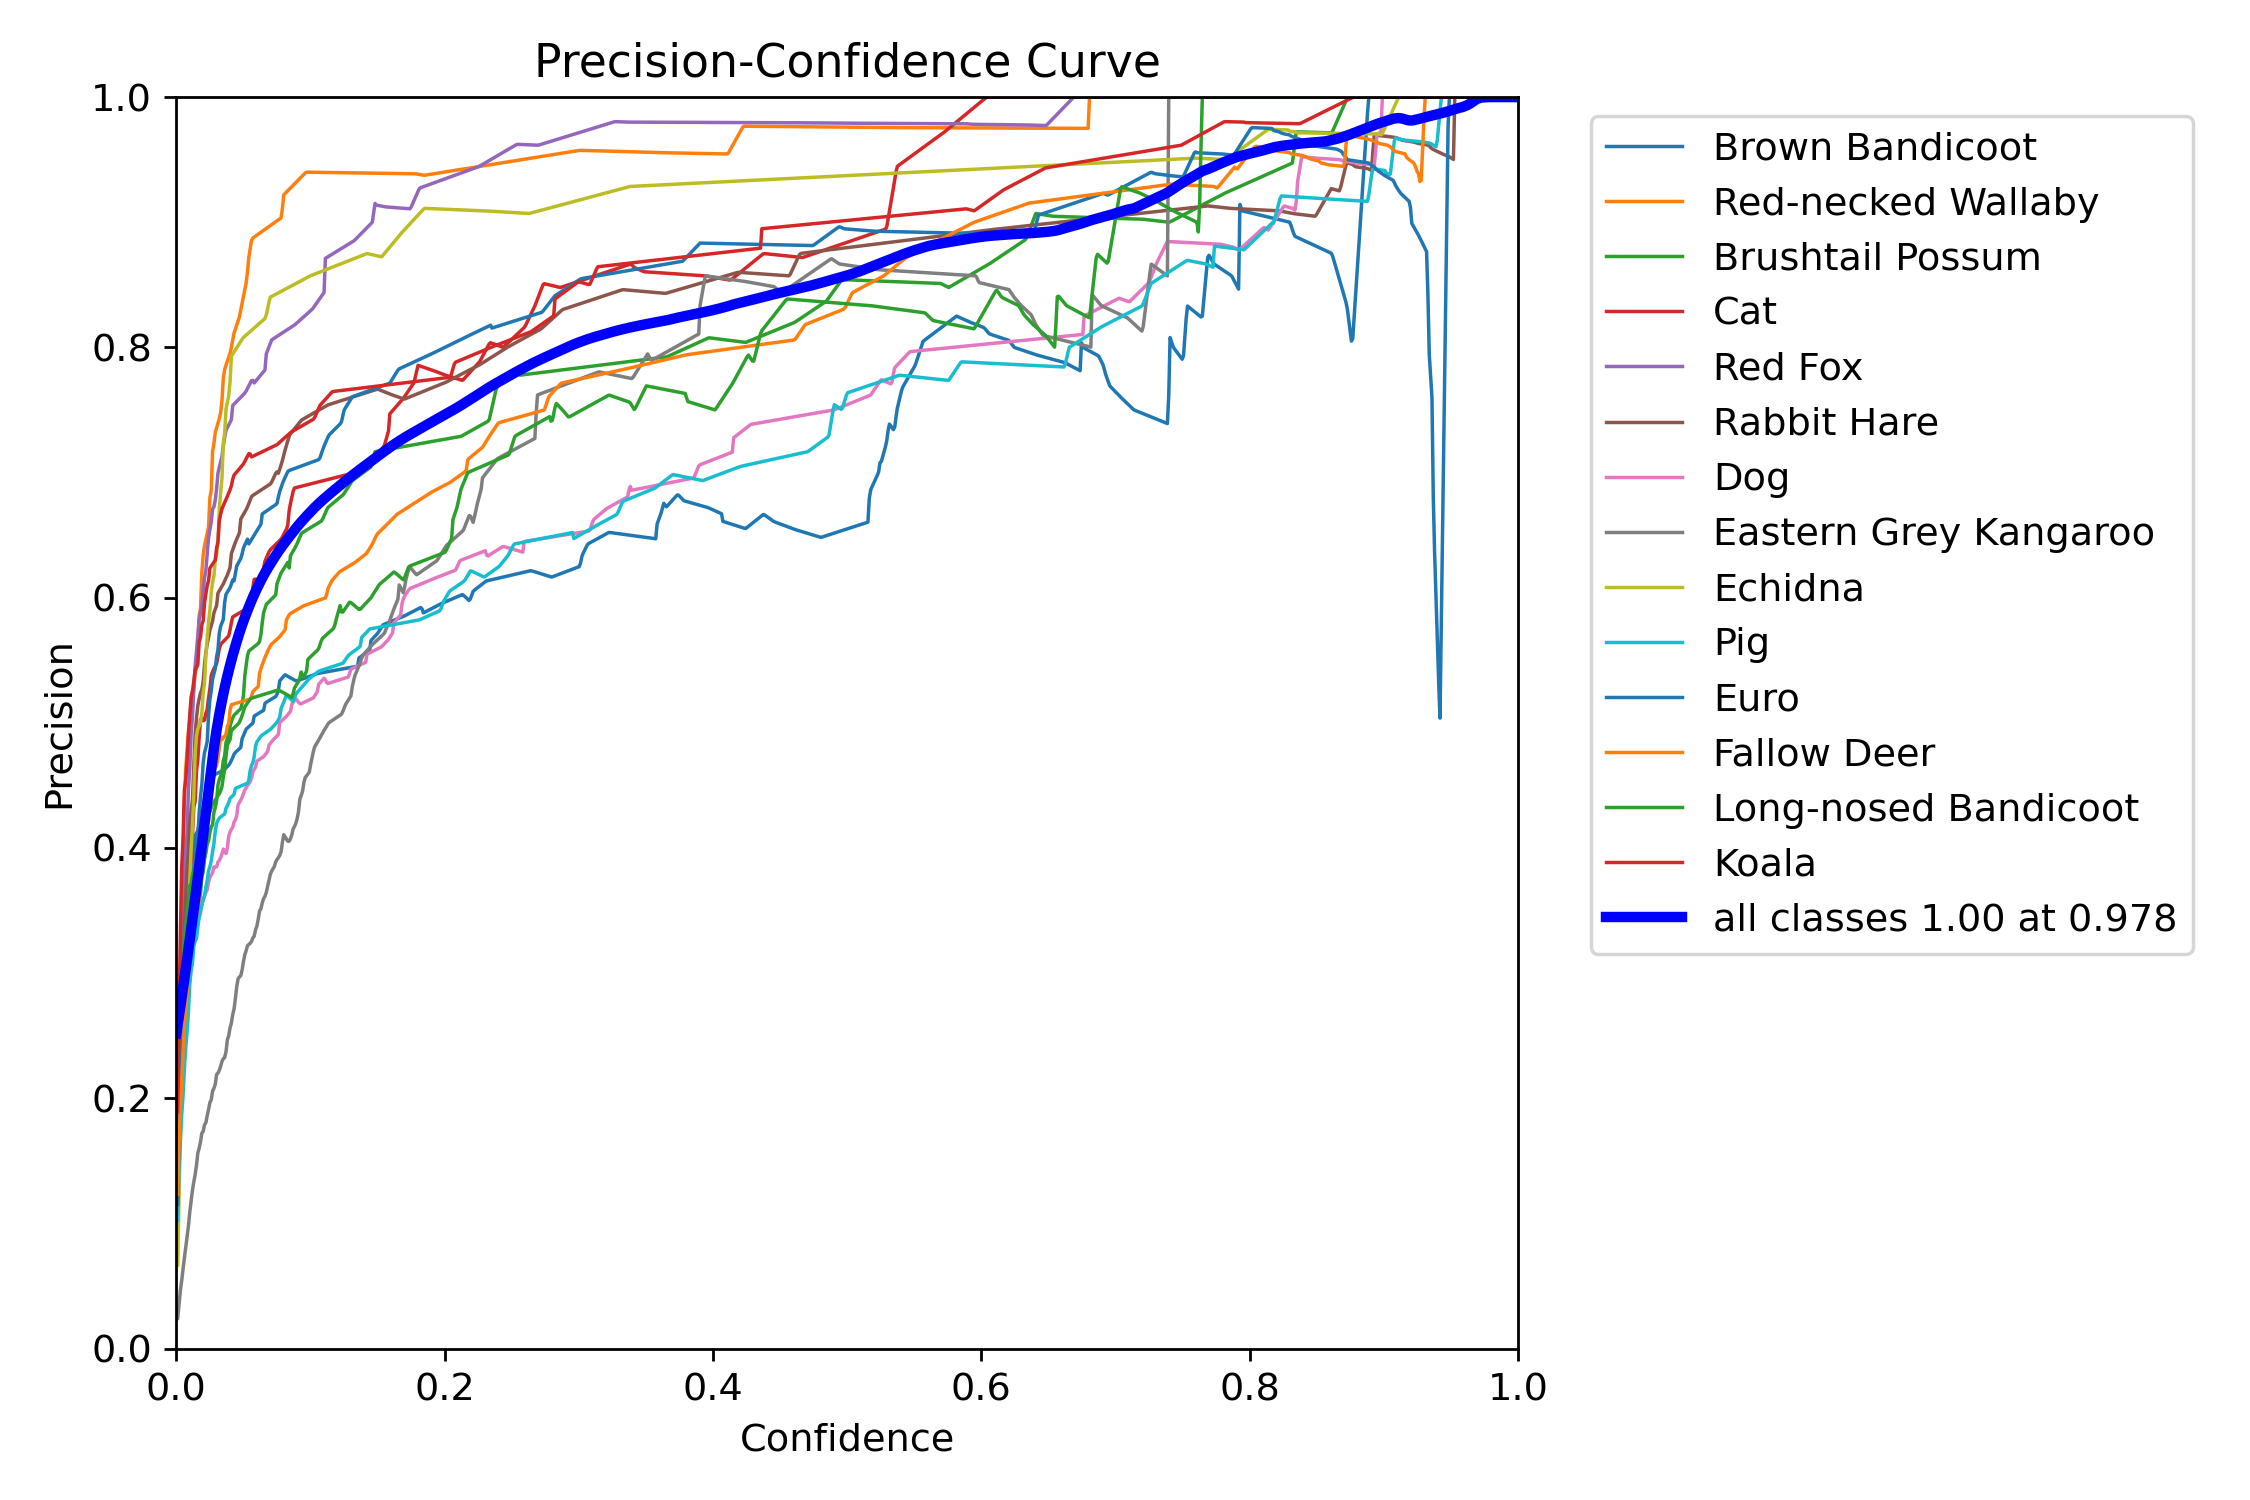 Precision-Confidence Curve
1.0
0.8
0.6
0.4
0.2
0.0
Precision
0.0 0.2 0.4 0.6 0.8 1.0
Confidence
Brown Bandicoot
Red-necked Wallaby
Brushtail Possum
Cat
Red Fox
Rabbit Hare
Dog
Eastern Grey Kangaroo
Echidna
Pig
Euro
Fallow Deer
Long-nosed Bandicoot
Koala
all classes 1.00 at 0.978